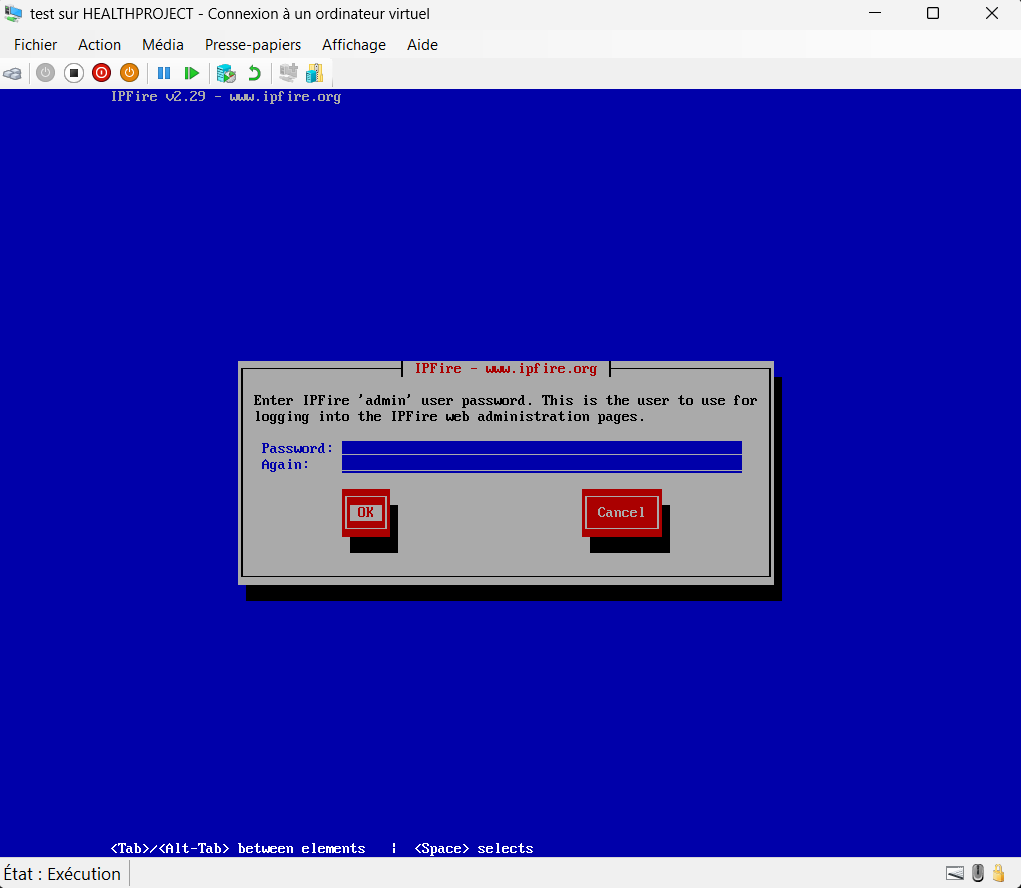 test sur HEALTHPROJECT - Connexion à un ordinateur virtuel
Fichier Action Média Presse-papiers Affichage Aide
IPFire v2.29 - www.ipfire.org
IPFire - www.ipfire.org
Enter IPFire 'admin' user password. This is the user to use for
logging into the IPFire web administration pages.
Password:
Again:
OK Cancel
<Tab>/<Alt-Tab> between elements | <Space> selects
État : Exécution